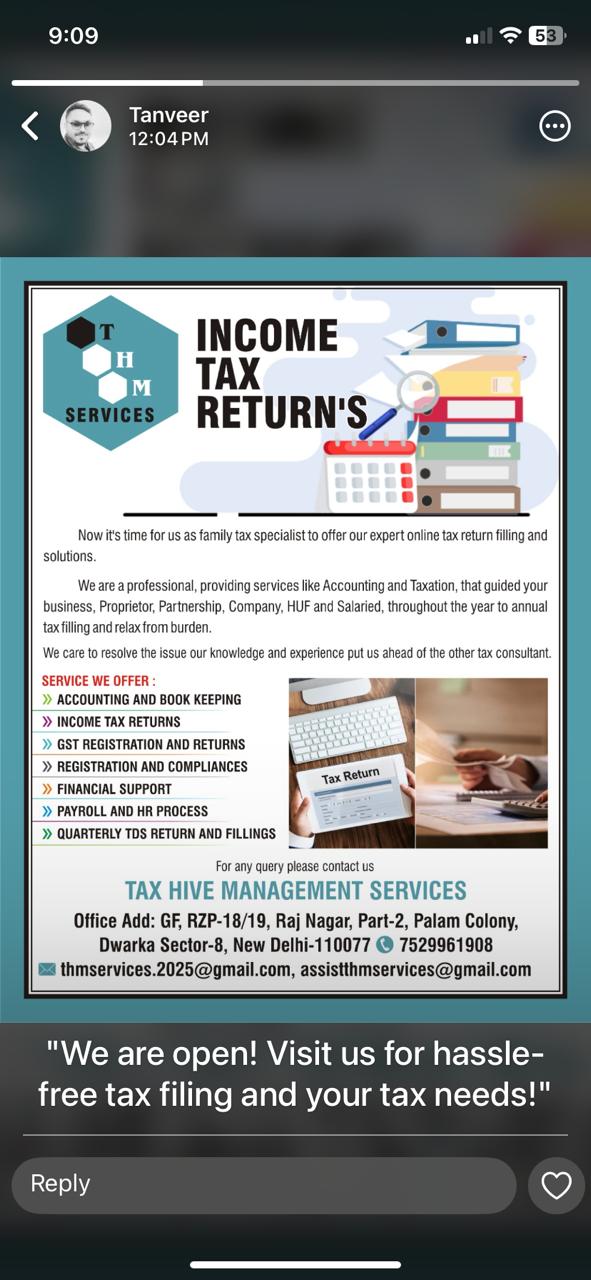 9:09
53
Tanveer
12:04 PM
T
H
M
SERVICES
INCOME
TAX
RETURN'S
Now it's time for us as family tax specialist to offer our expert online tax return filling and
solutions.
We are a professional, providing services like Accounting and Taxation, that guided your
business, Proprietor, Partnership, Company, HUF and Salaried, throughout the year to annual
tax filling and relax from burden.
We care to resolve the issue our knowledge and experience put us ahead of the other tax consultant.
SERVICE WE OFFER :
ACCOUNTING AND BOOK KEEPING
INCOME TAX RETURNS
GST REGISTRATION AND RETURNS
REGISTRATION AND COMPLIANCES
FINANCIAL SUPPORT
PAYROLL AND HR PROCESS
QUARTERLY TDS RETURN AND FILLINGS
Tax Return
For any query please contact us
TAX HIVE MANAGEMENT SERVICES
Office Add: GF, RZP-18/19, Raj Nagar, Part-2, Palam Colony,
Dwarka Sector-8, New Delhi-110077 7529961908
thmservices.2025@gmail.com, assistthmservices@gmail.com
"We are open! Visit us for hassle-
free tax filing and your tax needs!"
Reply